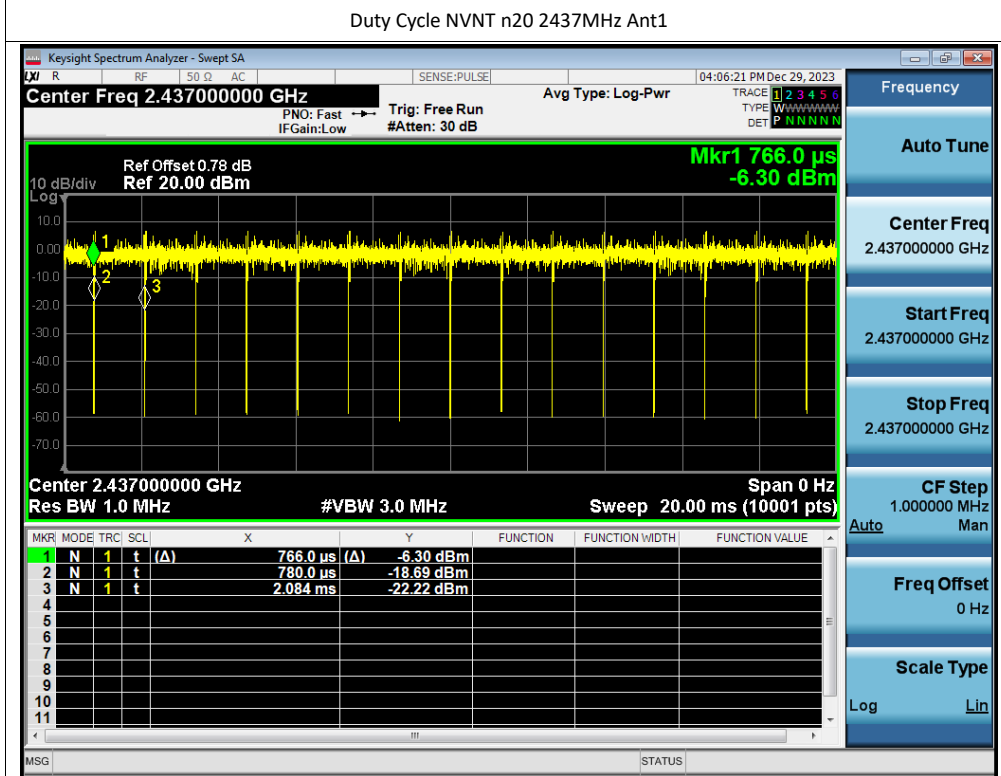 Duty Cycle NVNT n20 2437MHz Ant1
Keysight Spectrum Analyzer - Swept SA
LXI R RF 50 Ω AC SENSE:PULSE 04:06:21 PM Dec 29, 2023
Center Freq 2.437000000 GHz Avg Type: Log-Pwr TRACE 1 2 3 4 5 6
PNO: Fast Trig: Free Run TYPE WWWWWW
IFGain:Low #Atten: 30 dB DET P N N N N N
Mkr1 766.0 µs
-6.30 dBm
Ref Offset 0.78 dB
10 dB/div Ref 20.00 dBm
Log
10.0
0.00
-10.0
-20.0
-30.0
-40.0
-50.0
-60.0
-70.0
1
2
3
Center 2.437000000 GHz Span 0 Hz
Res BW 1.0 MHz #VBW 3.0 MHz Sweep 20.00 ms (10001 pts)
MKR MODE TRC SCL X Y FUNCTION FUNCTION WIDTH FUNCTION VALUE
1 N 1 t (Δ) 766.0 µs (Δ) -6.30 dBm
2 N 1 t 780.0 µs -18.69 dBm
3 N 1 t 2.084 ms -22.22 dBm
4
5
6
7
8
9
10
11
MSG STATUS
Frequency
Auto Tune
Center Freq
2.437000000 GHz
Start Freq
2.437000000 GHz
Stop Freq
2.437000000 GHz
CF Step
1.000000 MHz
Auto Man
Freq Offset
0 Hz
Scale Type
Log Lin